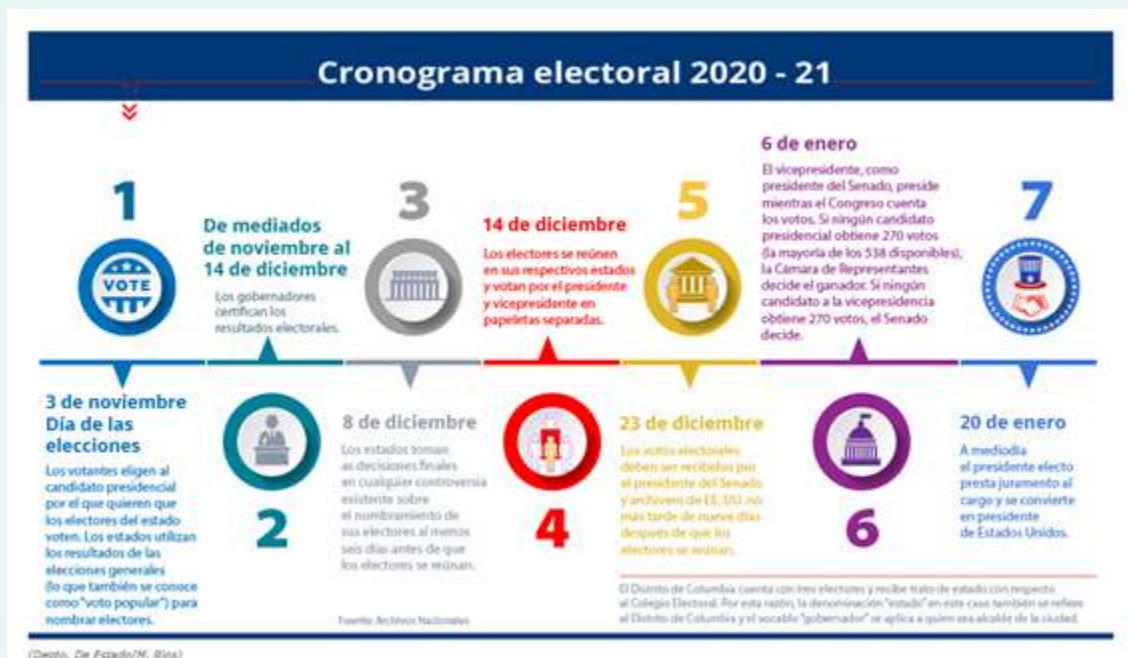 Cronograma electoral 2020 - 21
1
VOTE
3 de noviembre
Día de las
elecciones
Los votantes eligen al
candidato presidencial
por el que quieren que
los electores del estado
voten. Los estados utilizan
los resultados de las
elecciones generales
(lo que también se conoce
como "voto popular") para
nombrar electores.
De mediados
de noviembre al
14 de diciembre
Los gobernadores
certifican los
resultados electorales.
2
3
8 de diciembre
Los estados toman
as decisiones finales
en cualquier controversia
existente sobre
el nombramiento de
sus electores al menos
seis días antes de que
los electores se reúnan.
14 de diciembre
Los electores se reúnen
en sus respectivos estados
y votan por el presidente
y vicepresidente en
papeletas separadas.
4
5
23 de diciembre
Los votos electorales
deben ser recibidos por
el presidente del Senado
y archivero de EE. UU. no
más tarde de nueve días
después de que los
electores se reúnan.
6 de enero
El vicepresidente, como
presidente del Senado, preside
mientras el Congreso cuenta
los votos. Si ningún candidato
presidencial obtiene 270 votos
(la mayoría de los 538 disponibles),
la Cámara de Representantes
decide el ganador. Si ningún
candidato a la vicepresidencia
obtiene 270 votos, el Senado
decide.
6
7
20 de enero
A mediodía
el presidente electo
presta juramento al
cargo y se convierte
en presidente
de Estados Unidos.
El Distrito de Columbia cuenta con tres electores y recibe trato de estado con respecto
al Colegio Electoral. Por esta razón, la denominación "estado" en este caso también se refiere
al Distrito de Columbia y el vocablo "gobernador" se aplica a quien sea alcalde de la ciudad.
Fuente: Archivos Nacionales
(Depto. De Estado/M. Rios)